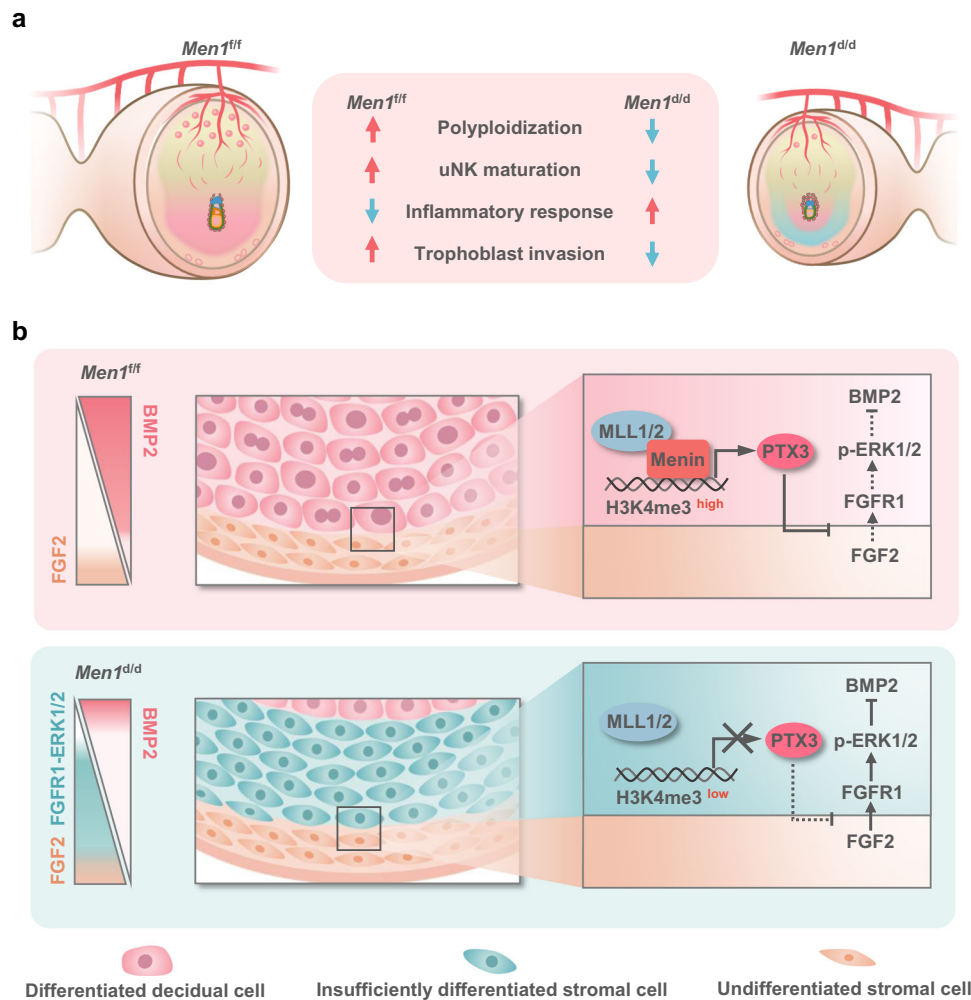 a
Men1f/f
Men1d/d
Men1f/f
Men1d/d
Polyploidization
uNK maturation
Inflammatory response
Trophoblast invasion
b
Men1f/f
BMP2
FGF2
MLL1/2
Menin
PTX3
H3K4me3 high
BMP2
p-ERK1/2
FGFR1
FGF2
Men1d/d
FGFR1-ERK1/2
BMP2
FGF2
MLL1/2
PTX3
H3K4me3 low
BMP2
p-ERK1/2
FGFR1
FGF2
Differentiated decidual cell
Insufficiently differentiated stromal cell
Undifferentiated stromal cell